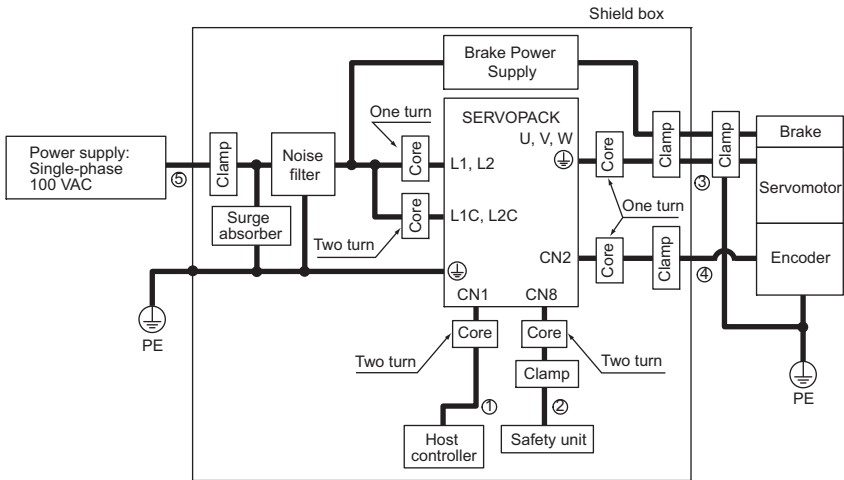 Shield box
Brake Power
Supply
One turn
SERVOPACK
U, V, W
Core
Clamp
Clamp
Brake
Power supply:
Single-phase
100 VAC
⑤
Clamp
Noise
filter
Core
L1, L2
Core
③
Servomotor
Surge
absorber
Two turn
Core
L1C, L2C
One turn
CN2
Core
Clamp
④
Encoder
CN1
CN8
PE
Two turn
Core
Core
Two turn
Clamp
PE
①
②
Host
controller
Safety unit